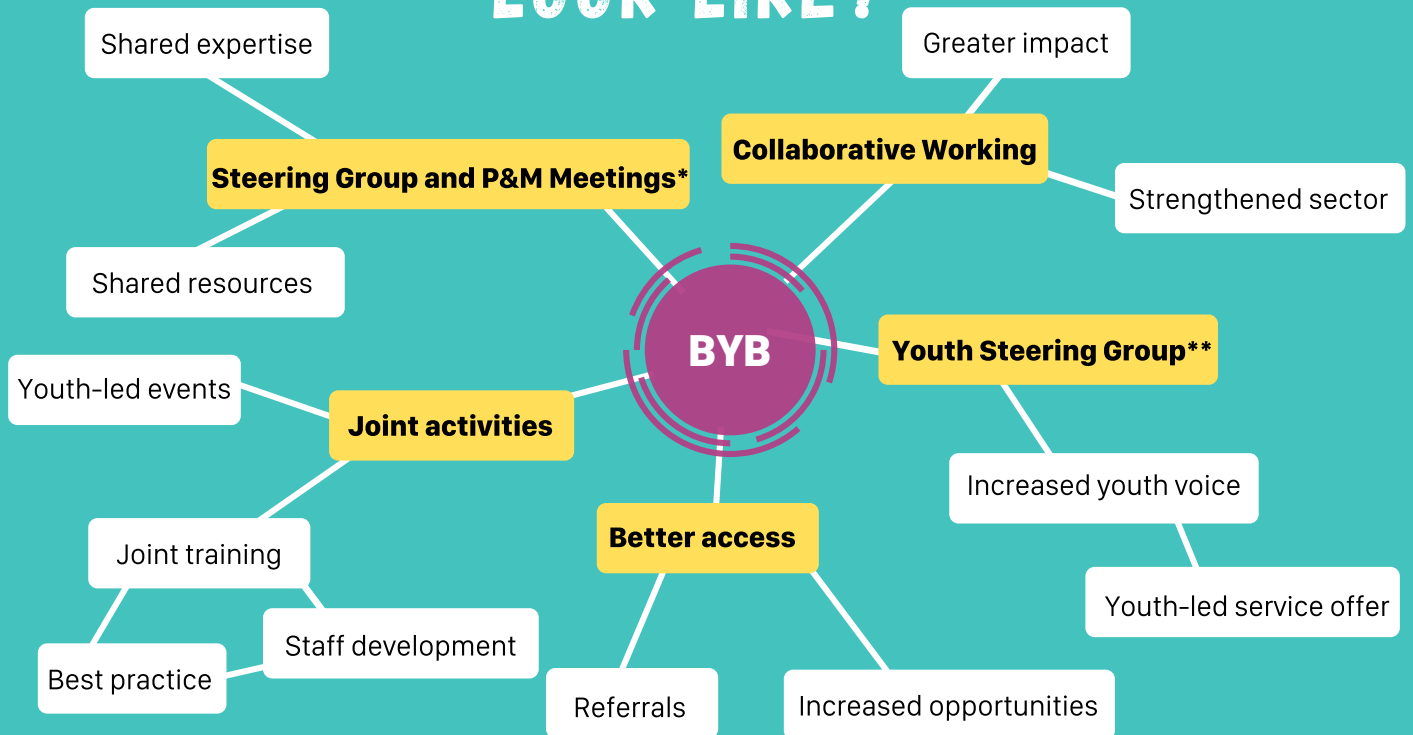 LOOK LIKE?
Shared expertise
Greater impact
Steering Group and P&M Meetings*
Collaborative Working
Strengthened sector
Shared resources
BYB
Youth Steering Group**
Youth-led events
Joint activities
Increased youth voice
Better access
Joint training
Youth-led service offer
Staff development
Best practice
Referrals
Increased opportunities